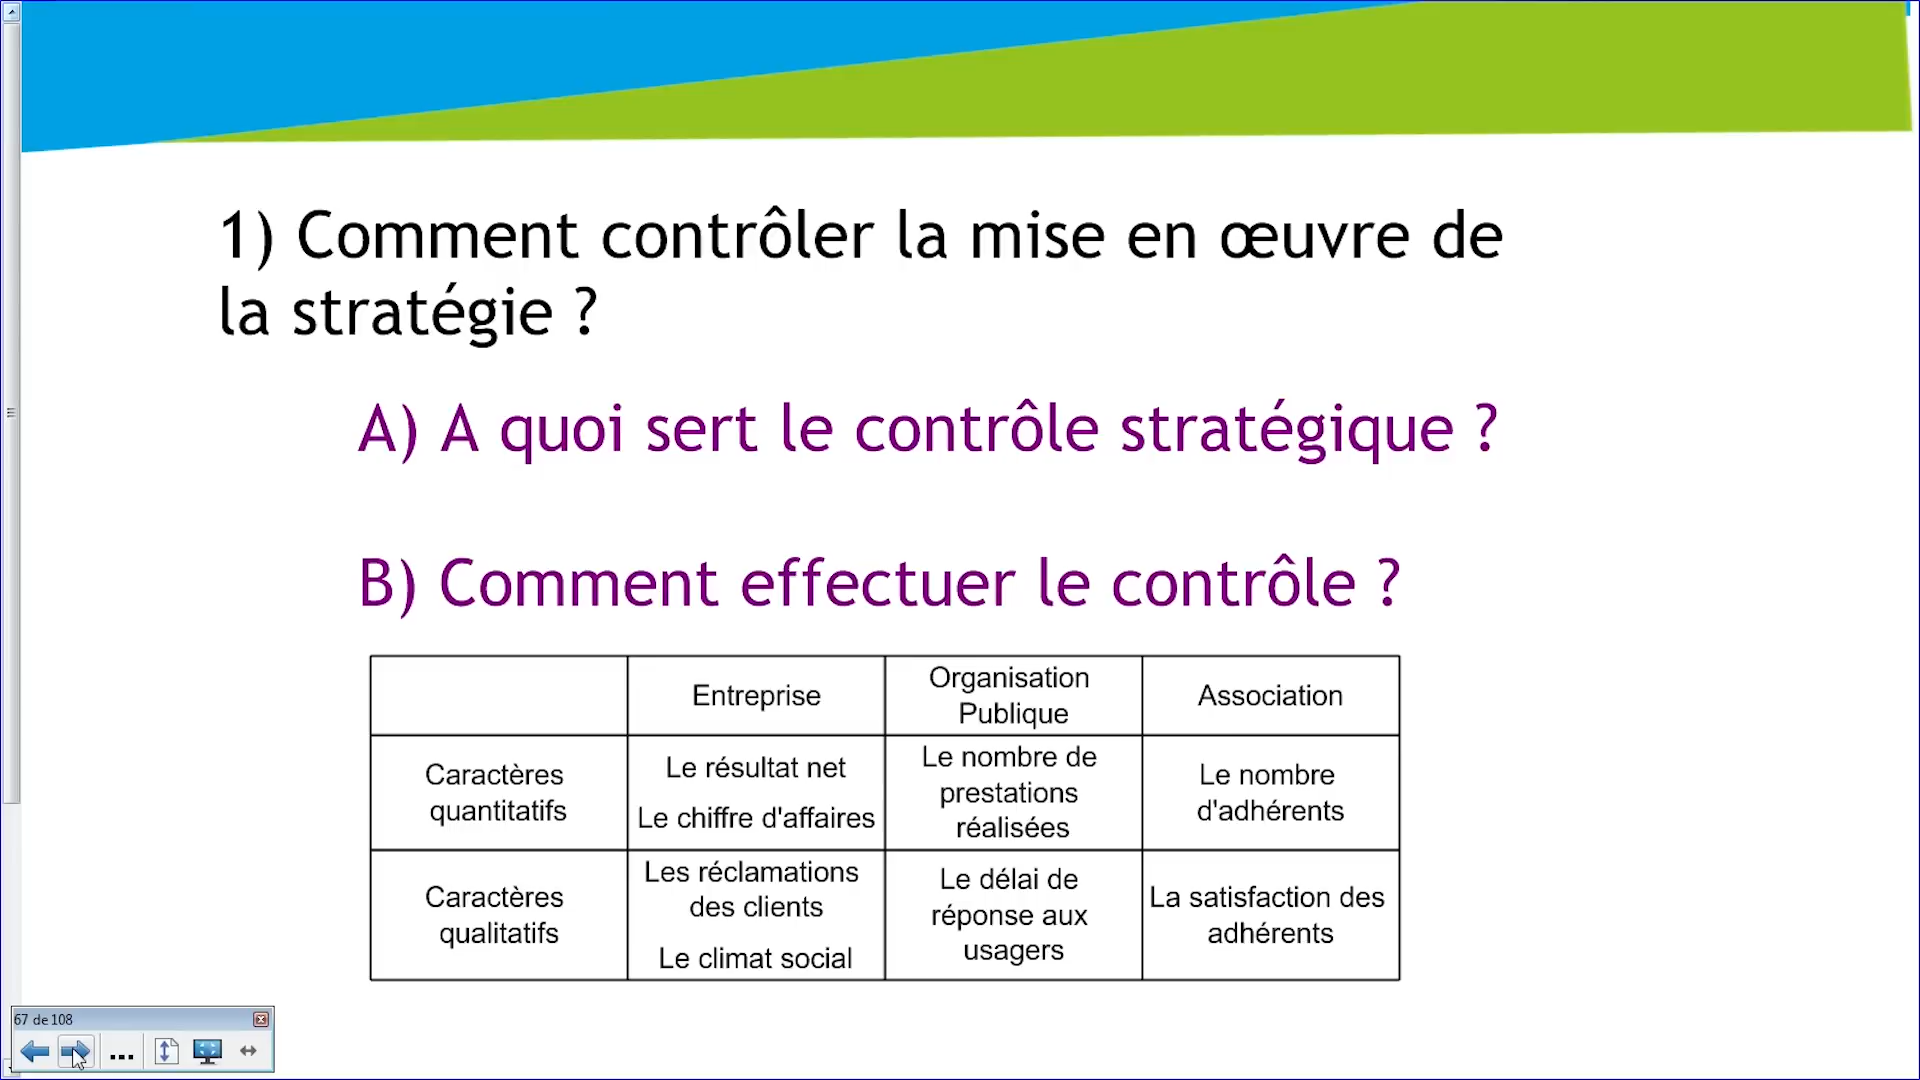 1) Comment contrôler la mise en œuvre de
la stratégie ?
A) A quoi sert le contrôle stratégique ?
B) Comment effectuer le contrôle ?
Entreprise
Organisation
Publique
Association
Caractères
quantitatifs
Le résultat net
Le chiffre d'affaires
Le nombre de
prestations
réalisées
Le nombre
d'adhérents
Caractères
qualitatifs
Les réclamations
des clients
Le climat social
Le délai de
réponse aux
usagers
La satisfaction des
adhérents
67 de 108